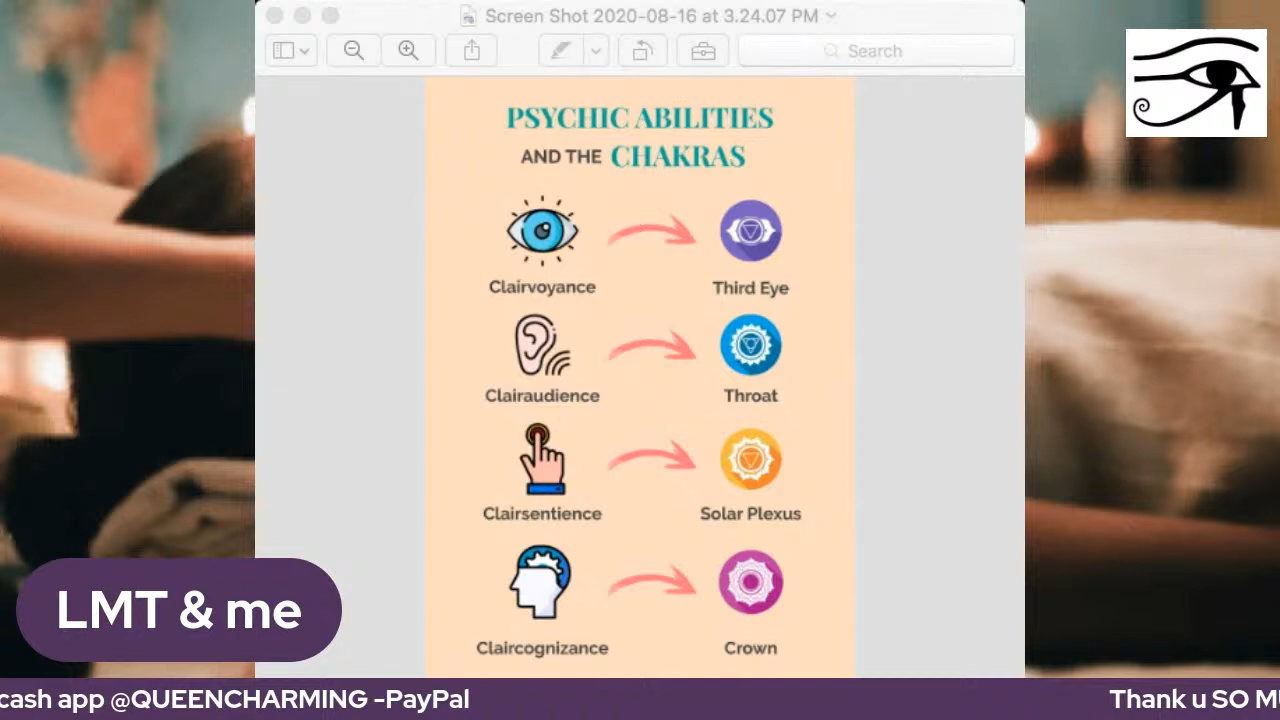 Screen Shot 2020-08-16 at 3.24.07 PM
Search
PSYCHIC ABILITIES
AND THE CHAKRAS
Clairvoyance
Third Eye
Clairaudience
Throat
Clairsentience
Solar Plexus
Claircognizance
Crown
LMT & me
cash app @QUEENCHARMING -PayPal
Thank u SO